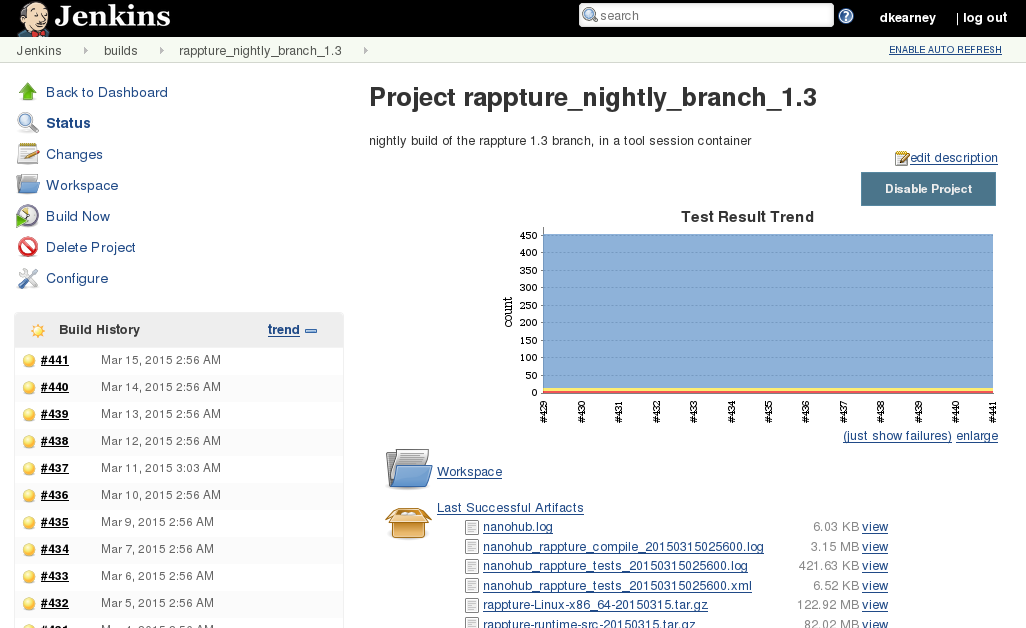 Jenkins
search
dkearney | log out
Jenkins builds rappture_nightly_branch_1.3
ENABLE AUTO REFRESH
Back to Dashboard
Status
Changes
Workspace
Build Now
Delete Project
Configure
Build History trend
#441 Mar 15, 2015 2:56 AM
#440 Mar 14, 2015 2:56 AM
#439 Mar 13, 2015 2:56 AM
#438 Mar 12, 2015 2:56 AM
#437 Mar 11, 2015 3:03 AM
#436 Mar 10, 2015 2:56 AM
#435 Mar 9, 2015 2:56 AM
#434 Mar 7, 2015 2:56 AM
#433 Mar 6, 2015 2:56 AM
#432 Mar 5, 2015 2:56 AM
Project rappture_nightly_branch_1.3
nightly build of the rappture 1.3 branch, in a tool session container
edit description
Disable Project
Test Result Trend
450
400
350
300
250
200
150
100
50
0
count
#429 #430 #431 #432 #433 #434 #435 #436 #437 #438 #439 #440 #441
(just show failures) enlarge
Workspace
Last Successful Artifacts
nanohub.log 6.03 KB view
nanohub_rappture_compile_20150315025600.log 3.15 MB view
nanohub_rappture_tests_20150315025600.log 421.63 KB view
nanohub_rappture_tests_20150315025600.xml 6.52 KB view
rappture-Linux-x86_64-20150315.tar.gz 122.92 MB view
rappture-runtime-src-20150315.tar.gz 82.02 MB view